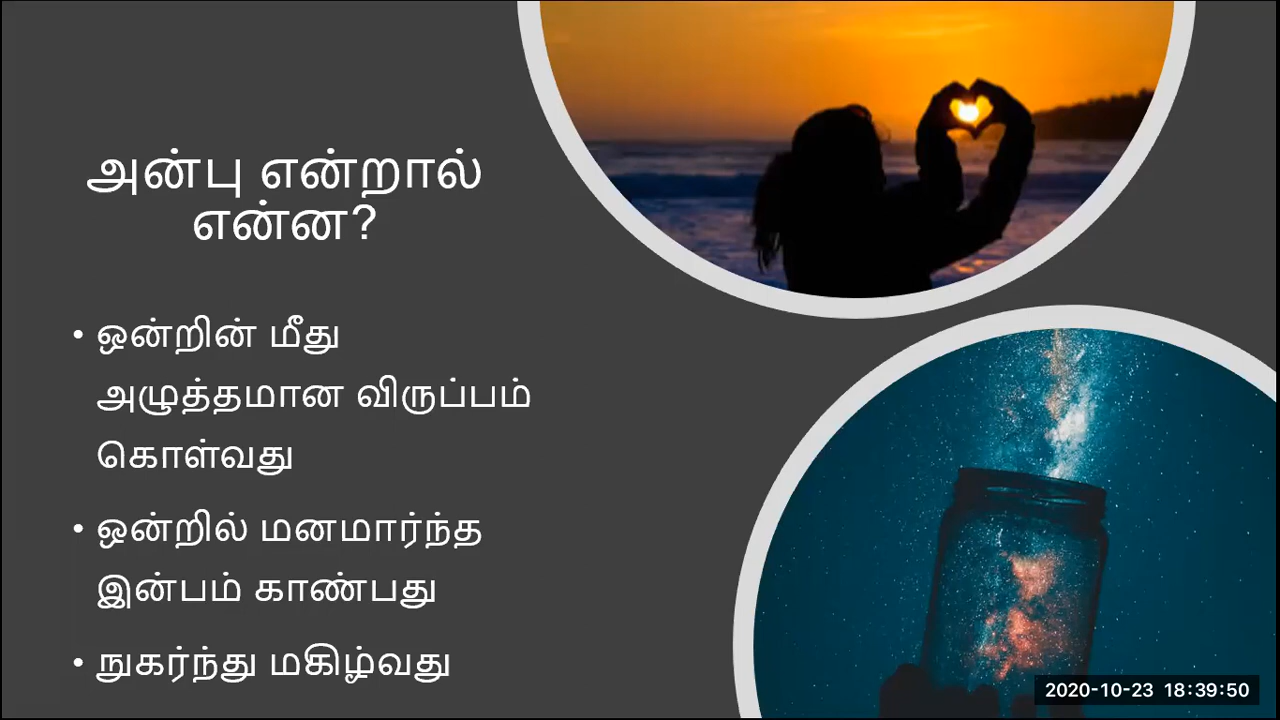 அன்பு என்றால்
என்ன?
• ஒன்றின் மீது
அழுத்தமான விருப்பம்
கொள்வது
• ஒன்றில் மனமார்ந்த
இன்பம் காண்பது
• நுகர்ந்து மகிழ்வது
2020-10-23 18:39:50